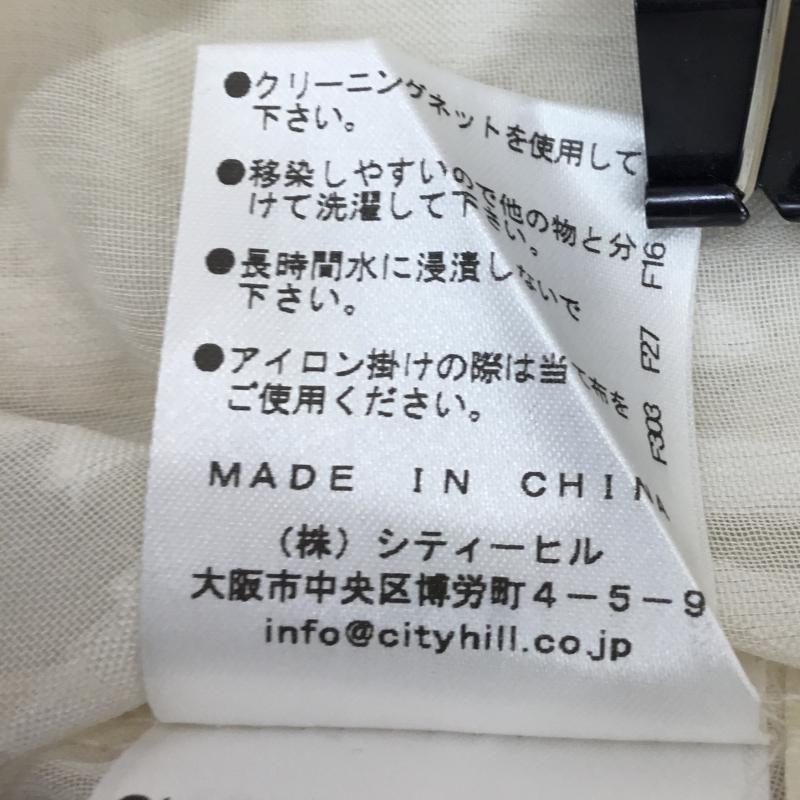 ●クリーニングネットを使用して
下さい。
●移染しやすいので他の物と分
けて洗濯して下さい。
●長時間水に浸漬しないで
下さい。
●アイロン掛けの際は当て布を
ご使用ください。
MADE IN CHINA
(株)シティーヒル
大阪市中央区博労町4-5-9
info@cityhill.co.jp
F303 F27 F16